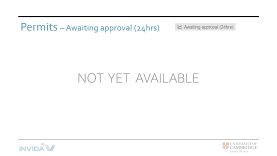 Permits – Awaiting approval (24hrs)
Awaiting approval (24hrs)
NOT YET AVAILABLE
INVIDA
UNIVERSITY OF
CAMBRIDGE